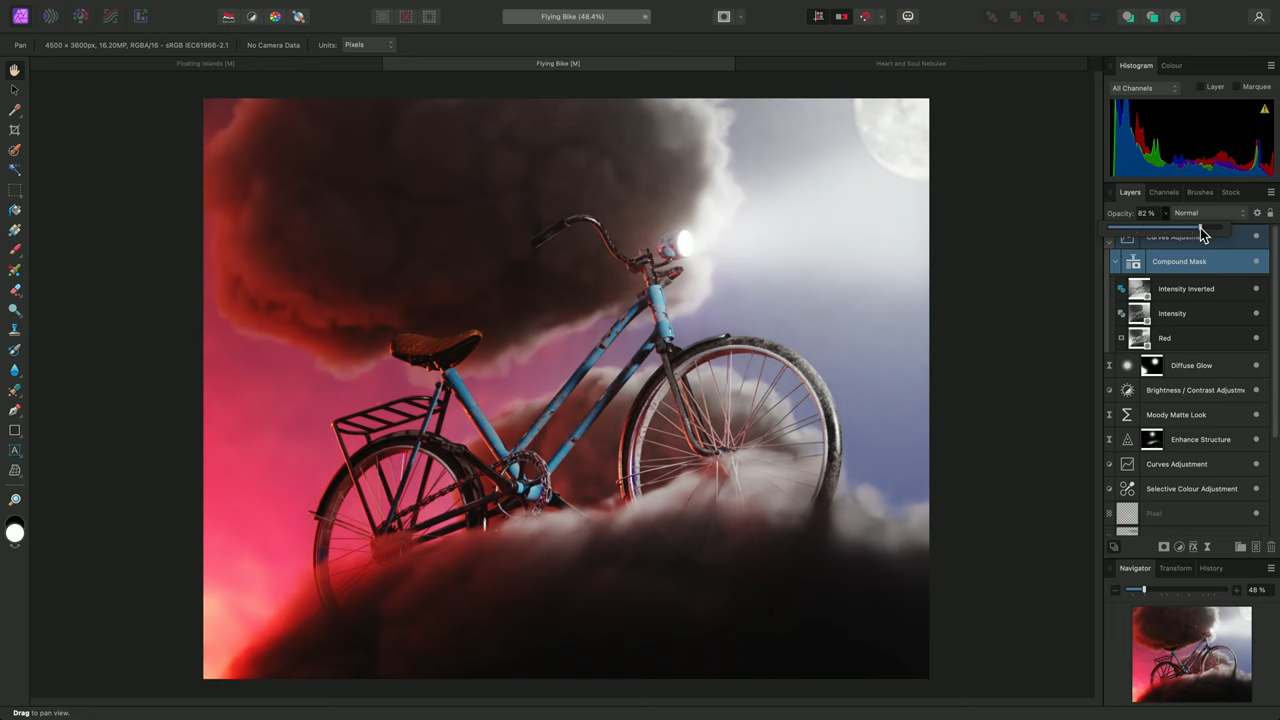 Flying Bike (48.4%)
Pan
4500 × 3600px, 16.20MP, RGBA/16 - sRGB IEC61966-2.1
No Camera Data
Units:
Pixels
Floating Islands [M]
Flying Bike [M]
Heart and Soul Nebulae
Histogram
Colour
All Channels
Layer
Marquee
Layers
Channels
Brushes
Stock
Opacity:
82 %
Normal
Curves Adjustm
Compound Mask
Intensity Inverted
Intensity
Red
Diffuse Glow
Brightness / Contrast Adjustme
Moody Matte Look
Enhance Structure
Curves Adjustment
Selective Colour Adjustment
Pixel
Navigator
Transform
History
48 %
Drag to pan view.